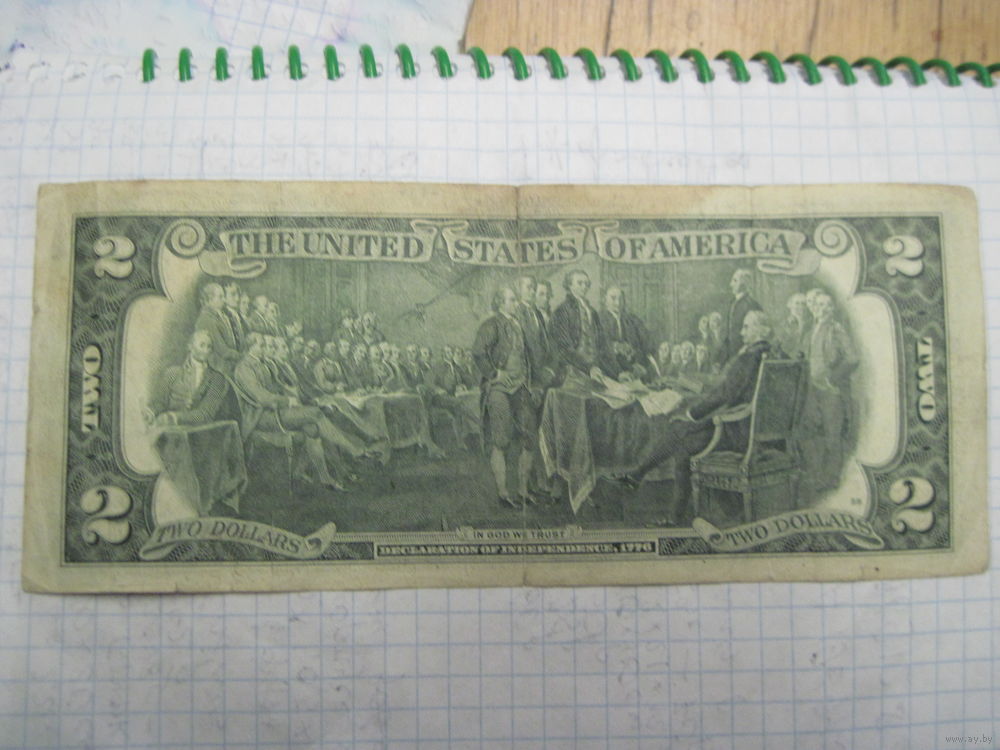 THE UNITED STATES OF AMERICA
2
2
TWO
TWO
2
2
TWO DOLLARS
IN GOD WE TRUST
TWO DOLLARS
DECLARATION OF INDEPENDENCE, 1776
www.ay.by